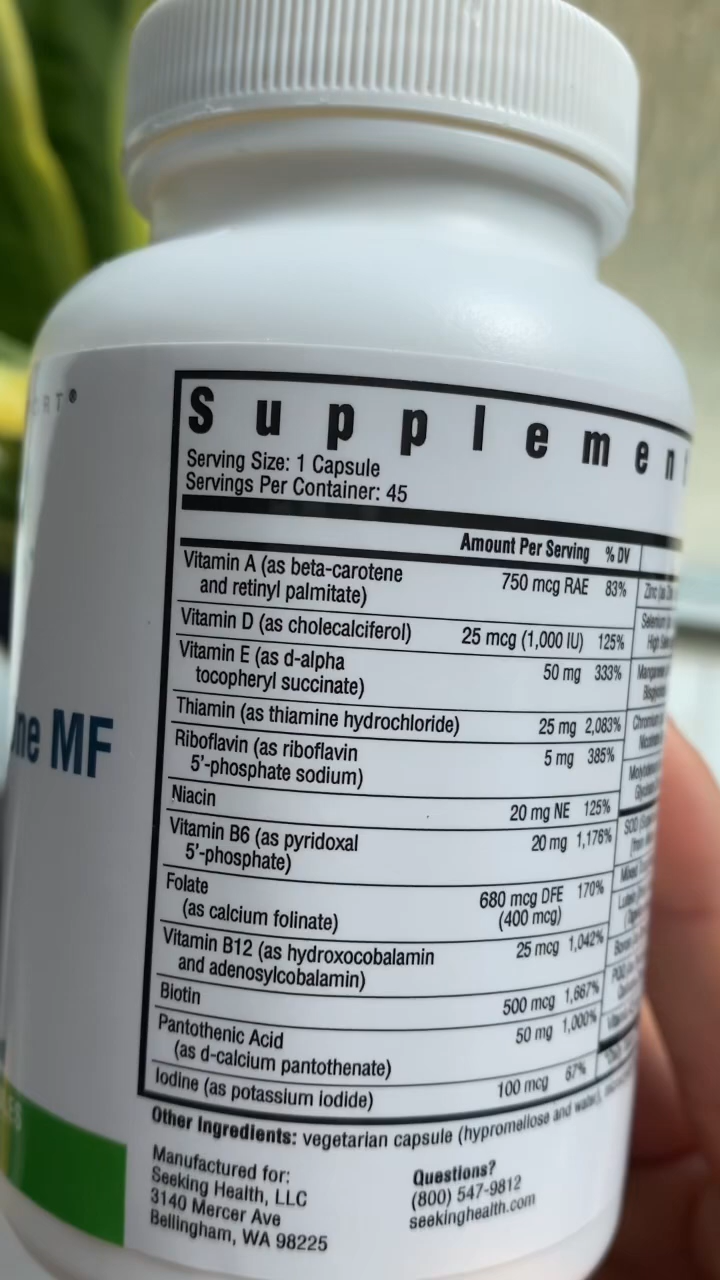 MF
Supplemen
Serving Size: 1 Capsule
Servings Per Container: 45
Amount Per Serving % DV
Vitamin A (as beta-carotene
and retinyl palmitate) 750 mcg RAE 83%
Vitamin D (as cholecalciferol) 25 mcg (1,000 IU) 125%
Vitamin E (as d-alpha
tocopheryl succinate) 50 mg 333%
Thiamin (as thiamine hydrochloride) 25 mg 2,083%
Riboflavin (as riboflavin
5'-phosphate sodium) 5 mg 385%
Niacin 20 mg NE 125%
Vitamin B6 (as pyridoxal
5'-phosphate) 20 mg 1,176%
Folate 680 mcg DFE 170%
(as calcium folinate) (400 mcg)
Vitamin B12 (as hydroxocobalamin
and adenosylcobalamin) 25 mcg 1,042%
Biotin 500 mcg 1,667%
Pantothenic Acid
(as d-calcium pantothenate) 50 mg 1,000%
Iodine (as potassium iodide) 100 mcg 67%
Other Ingredients: vegetarian capsule (hypromellose and water),
Manufactured for:
Seeking Health, LLC
3140 Mercer Ave
Bellingham, WA 98225
Questions?
(800) 547-9812
seekinghealth.com